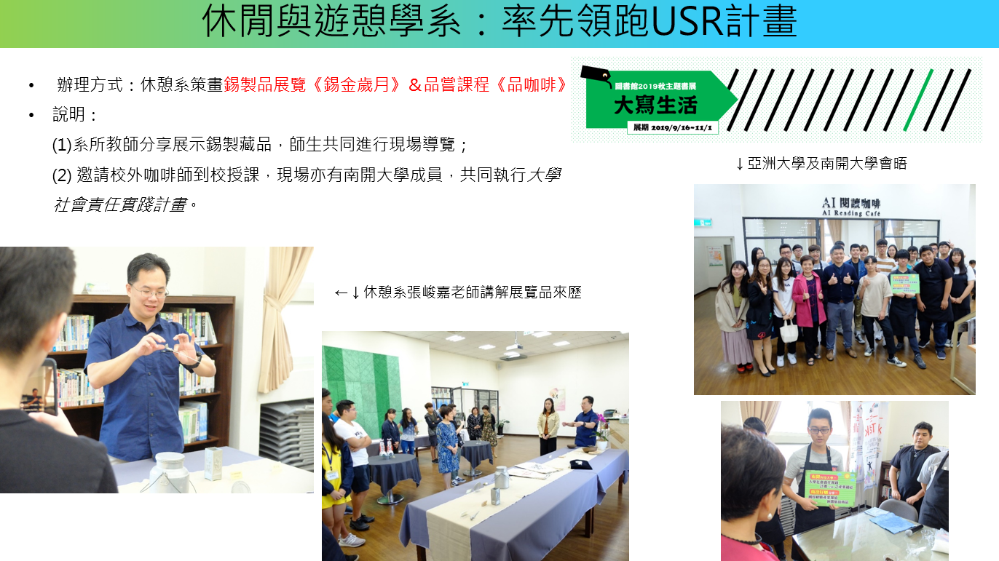 休閒與遊憩學系：率先領跑USR計畫
• 辦理方式：休憩系策畫錫製品展覽《錫金歲月》＆品嘗課程《品咖啡》
• 說明：
(1)系所教師分享展示錫製藏品，師生共同進行現場導覽；
(2) 邀請校外咖啡師到校授課，現場亦有南開大學成員，共同執行大學
社會責任實踐計畫。
圖書館2019秋主題書展
大寫生活
展期 2019/9/16~11/1
↓亞洲大學及南開大學會晤
AI 閱讀咖啡
AI Reading Café
←↓休憩系張峻嘉老師講解展覽品來歷